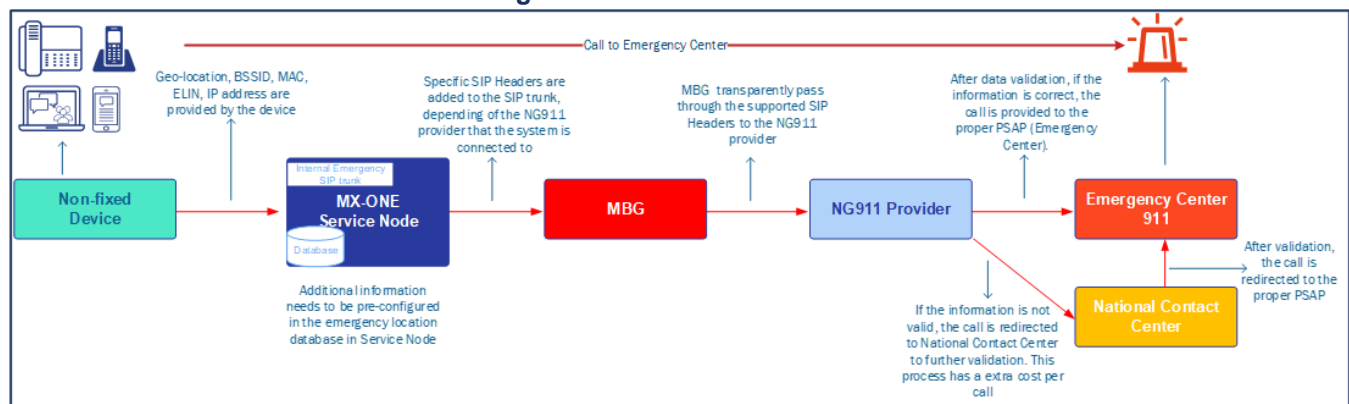 Call to Emergency Center
Geo-location, BSSID, MAC,
ELIN, IP address are
provided by the device
Specific SIP Headers are
added to the SIP trunk,
depending of the NG911
provider that the system is
connected to
MBG transparently pass
through the supported SIP
Headers to the NG911
provider
After data validation, if the
information is correct, the
call is provided to the
proper PSAP (Emergency
Center).
Non-fixed
Device
Internal Emergency
SIP trunk
MX-ONE
Service Node
Database
MBG
NG911 Provider
Emergency Center
911
Additional information
needs to be pre-configured
in the emergency location
database in Service Node
If the information is not
valid, the call is redirected
to National Contact Center
to further validation. This
process has a extra cost per
call
National Contact
Center
After validation,
the call is
redirected to the
proper PSAP